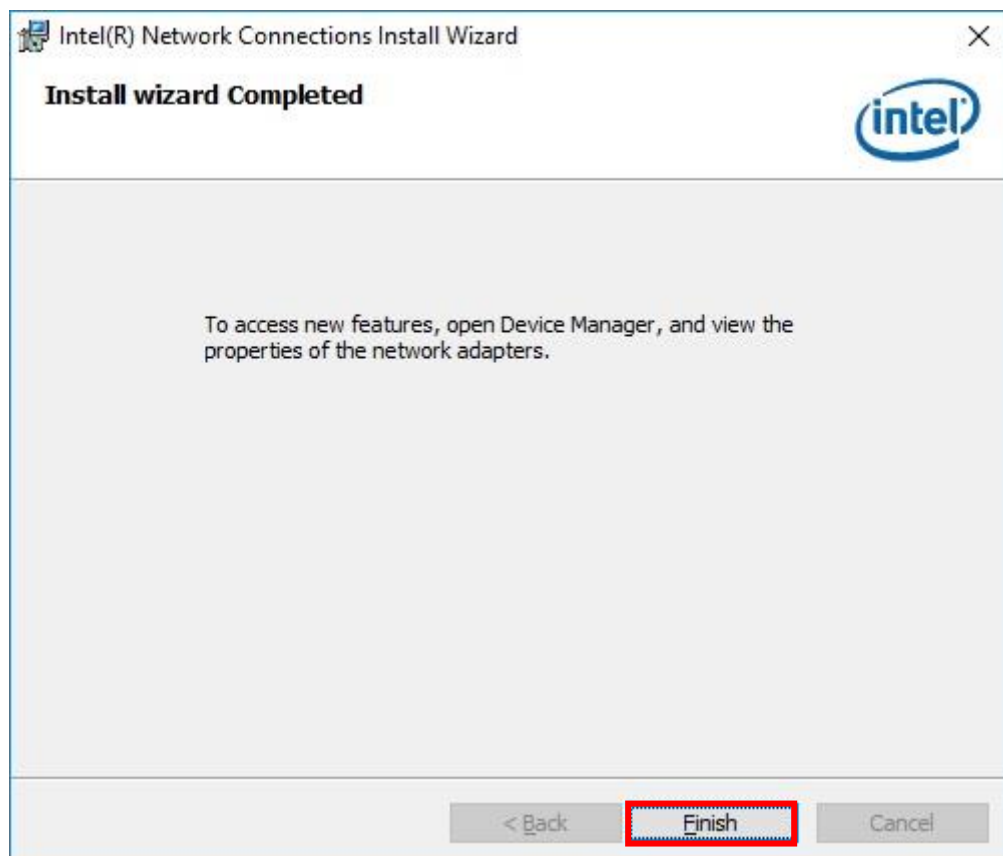 Intel(R) Network Connections Install Wizard
Install wizard Completed
intel
To access new features, open Device Manager, and view the
properties of the network adapters.
< Back
Finish
Cancel